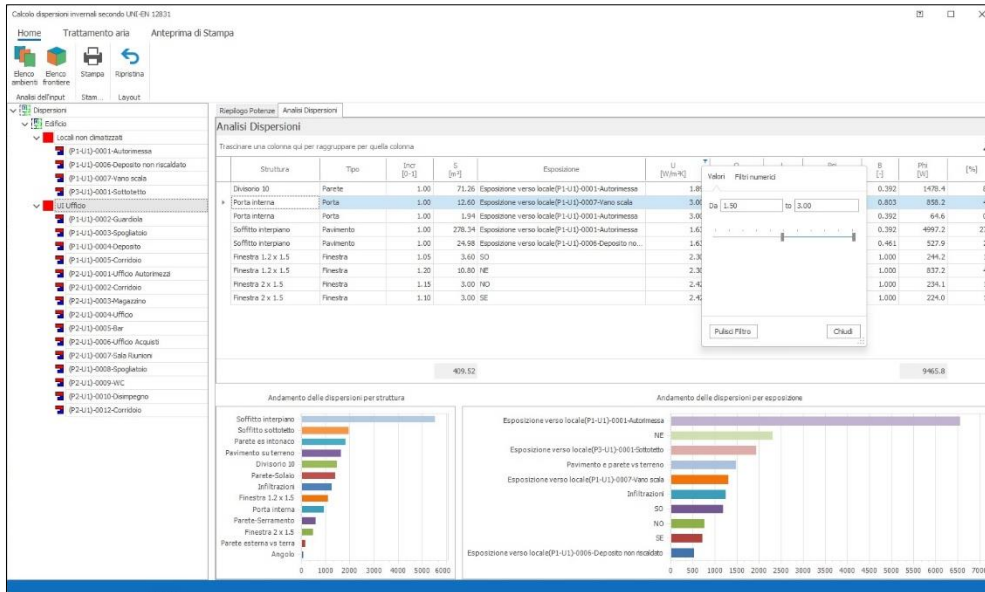 Calcolo dispersioni invernali secondo UNI-EN 12831
Home Trattamento aria Anteprima di Stampa
Elenco ambienti Elenco frontiere Stampa Ripristina
Analisi dell'input Stam... Layout
Dispersioni
Edificio
Locali non climatizzati
(P1-U1)-0001-Autorimessa
(P1-U1)-0006-Deposito non riscaldato
(P1-U1)-0007-Vano scala
(P3-U1)-0001-Sottotetto
UI Ufficio
(P1-U1)-0002-Guardiola
(P1-U1)-0003-Spogliatoio
(P1-U1)-0004-Deposito
(P1-U1)-0005-Corridoio
(P2-U1)-0001-Ufficio Autorimezzi
(P2-U1)-0002-Corridoio
(P2-U1)-0003-Magazzino
(P2-U1)-0004-Ufficio
(P2-U1)-0005-Bar
(P2-U1)-0006-Ufficio Acquisti
(P2-U1)-0007-Sala Riunioni
(P2-U1)-0008-Spogliatoio
(P2-U1)-0009-WC
(P2-U1)-0010-Disimpegno
(P2-U1)-0012-Corridoio
Riepilogo Potenze Analisi Dispersioni
Analisi Dispersioni
Trascinare una colonna qui per raggruppare per quella colonna
Struttura Tipo Incr [0-1] S [m²] Esposizione U [W/m²K] B [-] Phi [W] [%]
Divisorio 10 Parete 1.00 71.26 Esposizione verso locale(P1-U1)-0001-Autorimessa 1.89 0.392 1478.4
Porta interna Porta 1.00 12.60 Esposizione verso locale(P1-U1)-0007-Vano scala 3.00 0.803 858.2
Porta interna Porta 1.00 1.94 Esposizione verso locale(P1-U1)-0001-Autorimessa 3.00 0.392 64.6
Soffitto interpiano Pavimento 1.00 278.34 Esposizione verso locale(P1-U1)-0001-Autorimessa 1.63 0.392 4997.2
Soffitto interpiano Pavimento 1.00 24.98 Esposizione verso locale(P1-U1)-0006-Deposito no... 1.63 0.461 527.9
Finestra 1.2 x 1.5 Finestra 1.05 3.60 SO 2.30 1.000 244.2
Finestra 1.2 x 1.5 Finestra 1.20 10.80 NE 2.30 1.000 837.2
Finestra 2 x 1.5 Finestra 1.15 3.00 NO 2.42 1.000 234.1
Finestra 2 x 1.5 Finestra 1.10 3.00 SE 2.42 1.000 224.0
409.52 9465.8
Valori Filtri numerici
Da 1.50 to 3.00
Pulisci Filtro Chiudi
Andamento delle dispersioni per struttura
Soffitto interpiano
Soffitto sottotetto
Parete es intonaco
Pavimento su terreno
Divisorio 10
Parete-Solaio
Infiltrazioni
Finestra 1.2 x 1.5
Porta interna
Parete-Serramento
Finestra 2 x 1.5
Parete esterna vs terra
Angolo
0 1000 2000 3000 4000 5000 6000
Andamento delle dispersioni per esposizione
Esposizione verso locale(P1-U1)-0001-Autorimessa
NE
Esposizione verso locale(P3-U1)-0001-Sottotetto
Pavimento e parete vs terreno
Esposizione verso locale(P1-U1)-0007-Vano scala
Infiltrazioni
SO
NO
SE
Esposizione verso locale(P1-U1)-0006-Deposito non riscaldato
0 500 1000 1500 2000 2500 3000 3500 4000 4500 5000 5500 6000 6500 7000